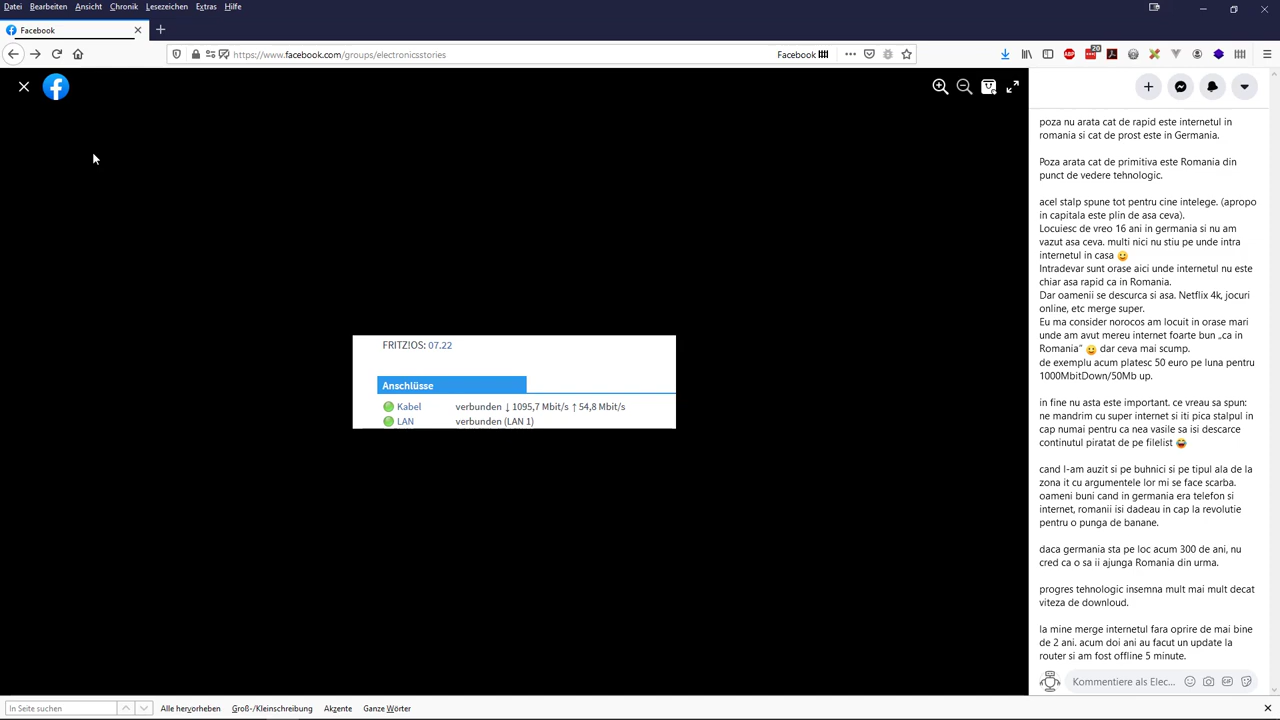 Datei Bearbeiten Ansicht Chronik Lesezeichen Extras Hilfe
Facebook
https://www.facebook.com/groups/electronicsstories
Facebook
20
poza nu arata cat de rapid este internetul in
romania si cat de prost este in Germania.
Poza arata cat de primitiva este Romania din
punct de vedere tehnologic.
acel stalp spune tot pentru cine intelege. (apropo
in capitala este plin de asa ceva).
Locuiesc de vreo 16 ani in germania si nu am
vazut asa ceva. multi nici nu stiu pe unde intra
internetul in casa 🙂
Intradevar sunt orase aici unde internetul nu este
chiar asa rapid ca in Romania.
Dar oamenii se descurca si asa. Netflix 4k, jocuri
online, etc merge super.
Eu ma consider norocos am locuit in orase mari
unde am avut mereu internet foarte bun „ca in
Romania“ 🙂 dar ceva mai scump.
de exemplu acum platesc 50 euro pe luna pentru
1000MbitDown/50Mb up.
in fine nu asta este important. ce vreau sa spun:
ne mandrim cu super internet si iti pica stalpul in
cap numai pentru ca nea vasile sa isi descarce
continutul piratat de pe filelist 😂
cand l-am auzit si pe buhnici si pe tipul ala de la
zona it cu argumentele lor mi se face scarba.
oameni buni cand in germania era telefon si
internet, romanii isi dadeau in cap la revolutie
pentru o punga de banane.
daca germania sta pe loc acum 300 de ani, nu
cred ca o sa ii ajunga Romania din urma.
progres tehnologic insemna mult mai mult decat
viteza de downloud.
la mine merge internetul fara oprire de mai bine
de 2 ani. acum doi ani au facut un update la
router si am fost offline 5 minute.
Kommentiere als Elec...
FRITZ!OS: 07.22
Anschlüsse
Kabel verbunden ↓ 1095,7 Mbit/s ↑ 54,8 Mbit/s
LAN verbunden (LAN 1)
In Seite suchen Alle hervorheben Groß-/Kleinschreibung Akzente Ganze Wörter